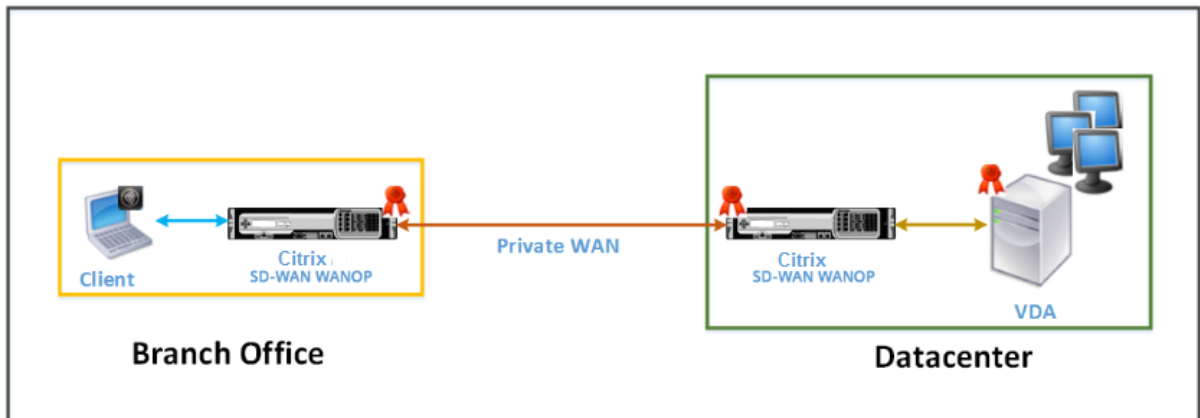 Client
Citrix
SD-WAN WANOP
Private WAN
Citrix
SD-WAN WANOP
VDA
Branch Office
Datacenter